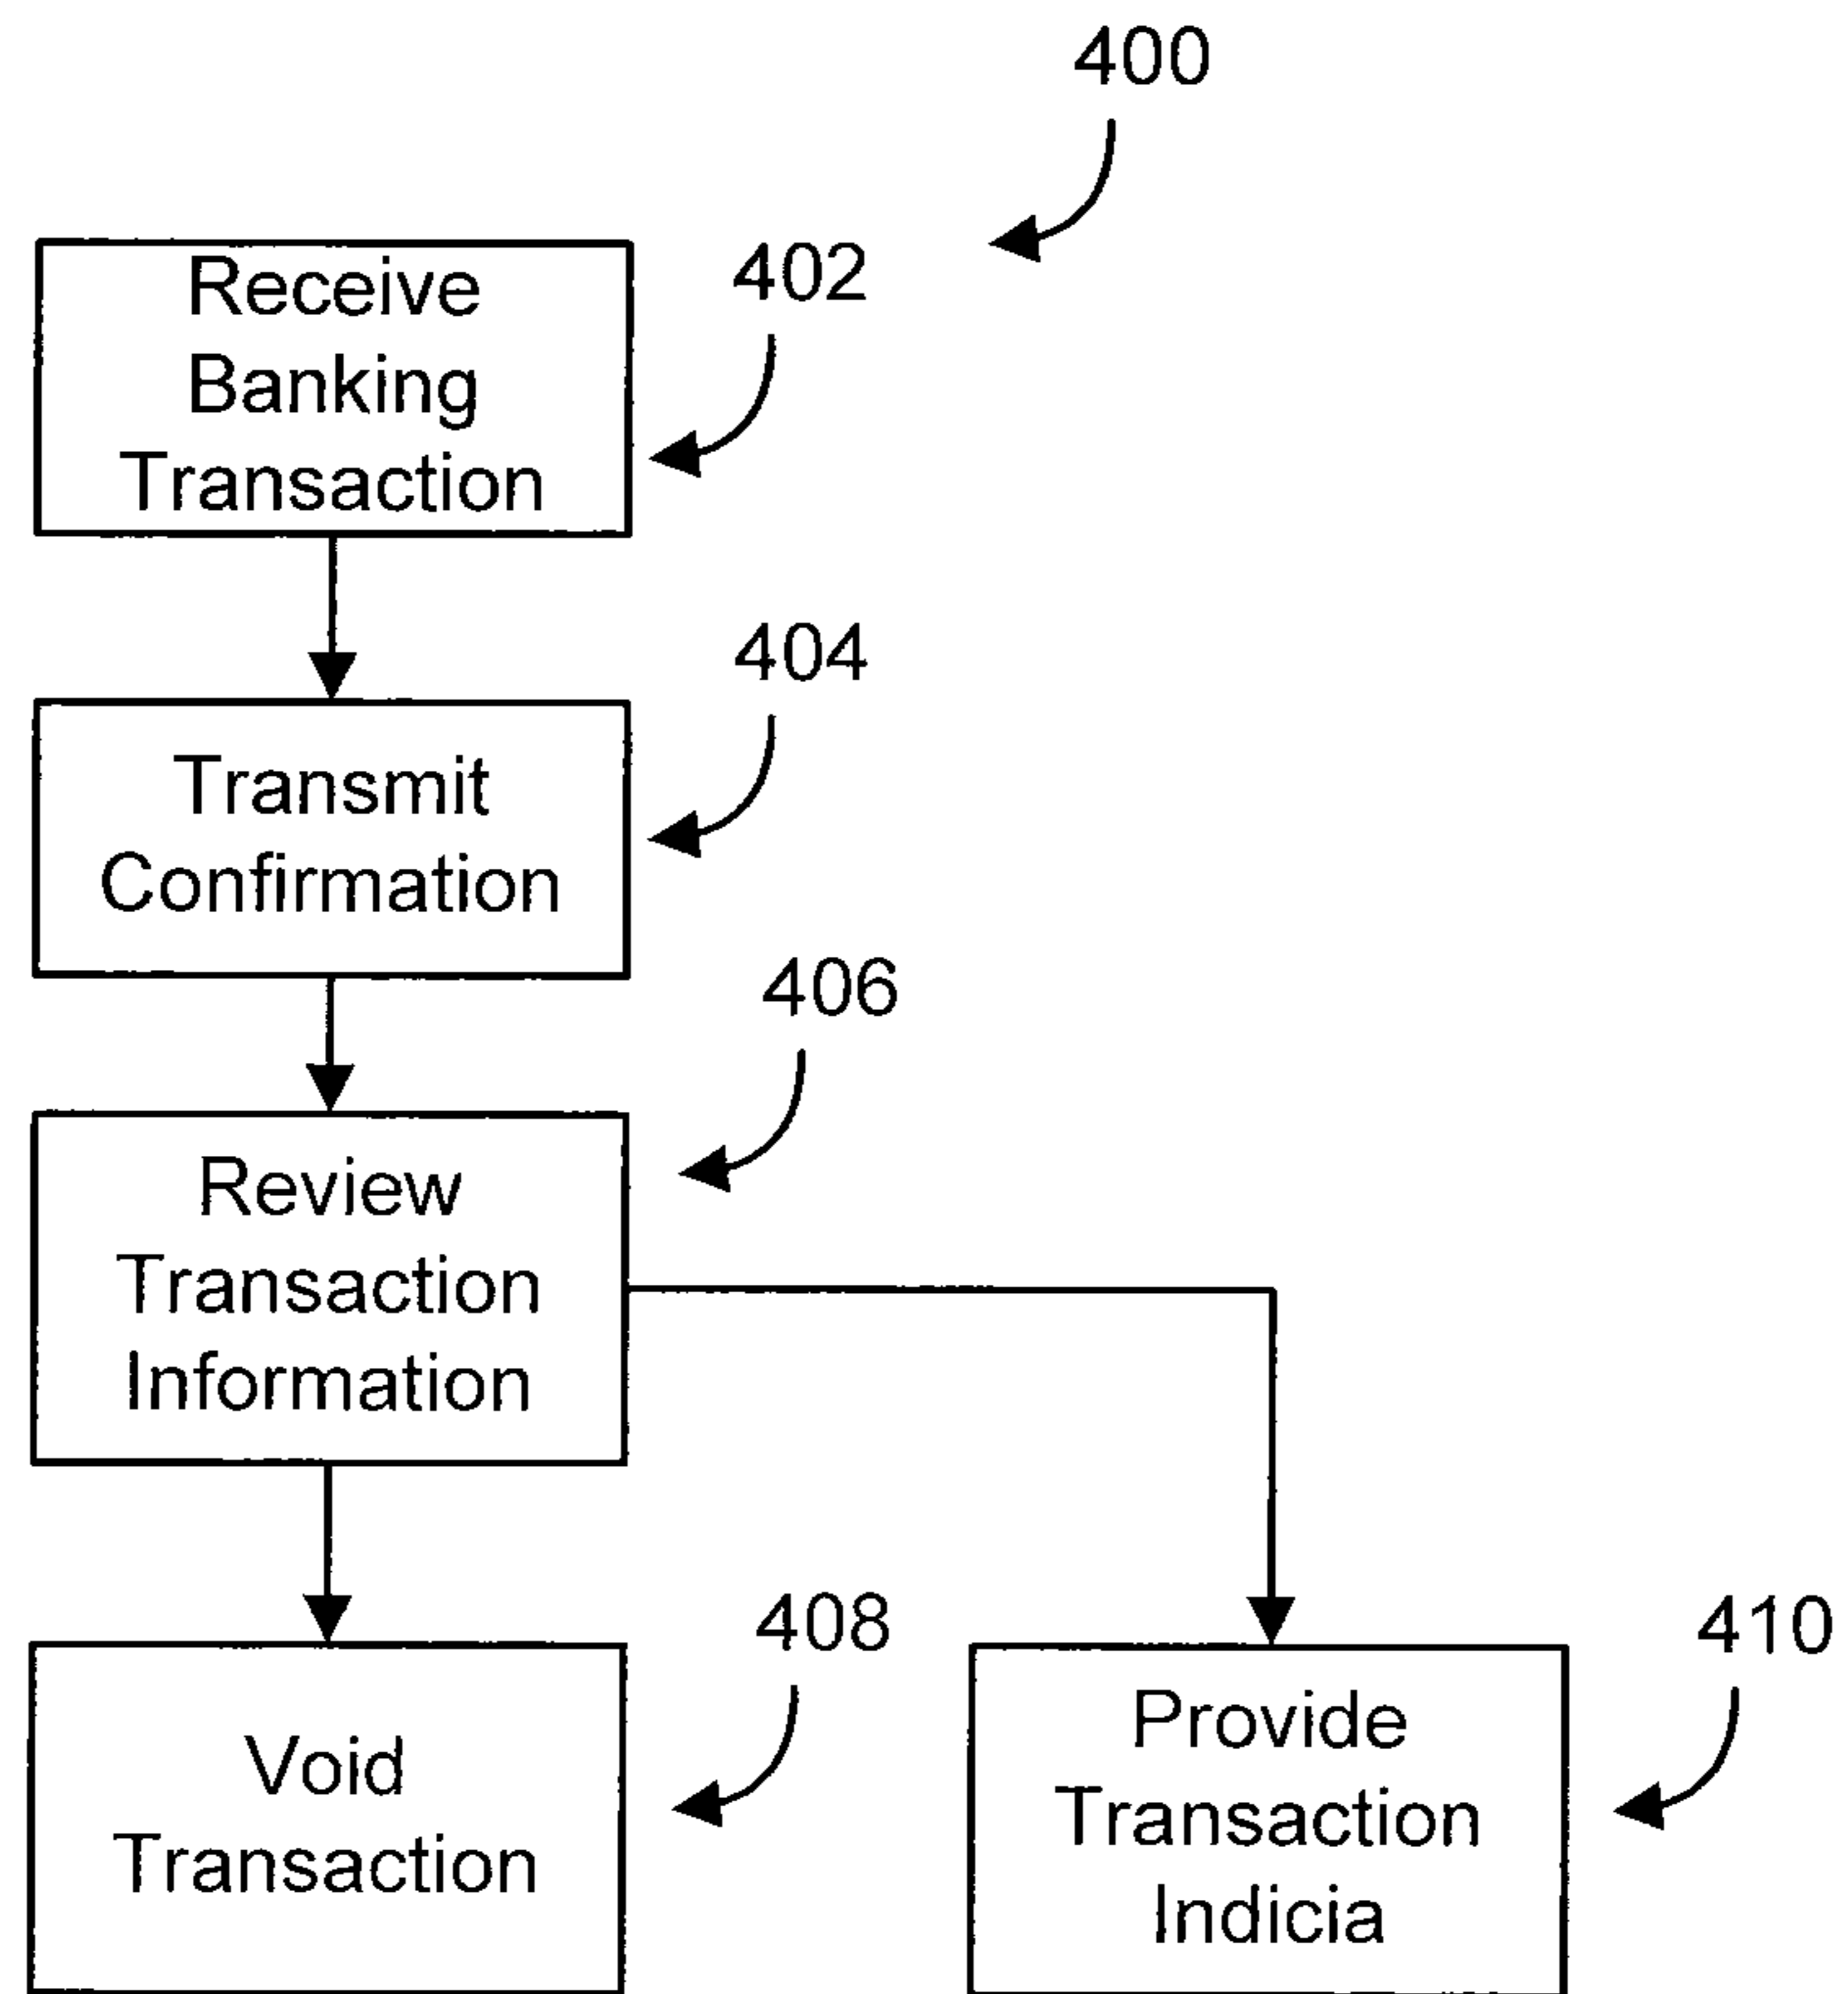 400
Receive
Banking
Transaction
402
Transmit
Confirmation
404
Review
Transaction
Information
406
Void
Transaction
408
Provide
Transaction
Indicia
410